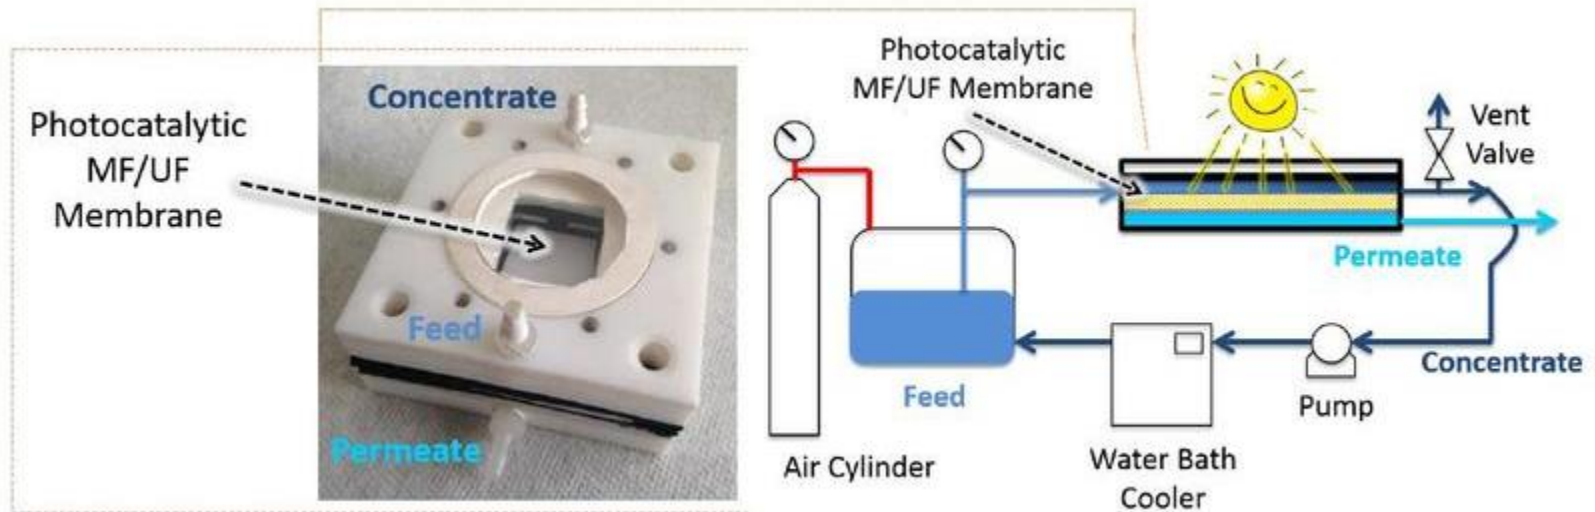 Photocatalytic
MF/UF
Membrane
Concentrate
Feed
Permeate
Photocatalytic
MF/UF Membrane
Vent
Valve
Permeate
Concentrate
Feed
Pump
Air Cylinder
Water Bath
Cooler